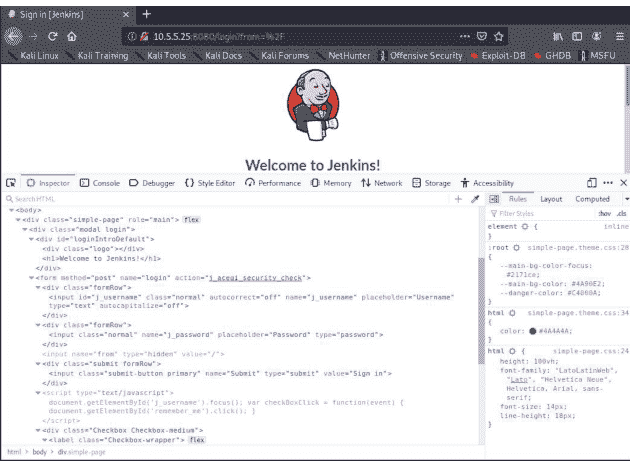 Sign in [Jenkins]
10.5.5.25:8080/login?from=%2F
Kali Linux Kali Training Kali Tools Kali Docs Kali Forums NetHunter Offensive Security Exploit-DB GHDB MSFU
Welcome to Jenkins!
Inspector Console Debugger Style Editor Performance Memory Network Storage Accessibility
Search HTML
<body>
<div class="simple-page" role="main"> flex
<div class="modal login">
<div id="loginIntroDefault">
<div class="logo"></div>
<h1>Welcome to Jenkins!</h1>
</div>
<form method="post" name="login" action="j_acegi_security_check">
<div class="formRow">
<input id="j_username" class="normal" autocorrect="off" name="j_username" placeholder="Username"
type="text" autocapitalize="off">
</div>
<div class="formRow">
<input class="normal" name="j_password" placeholder="Password" type="password">
</div>
<input name="from" type="hidden" value="/">
<div class="submit formRow">
<input class="submit-button primary" name="Submit" type="submit" value="Sign in">
</div>
<script type="text/javascript">
document.getElementById('j_username').focus(); var checkBoxClick = function(event) {
document.getElementById('remember_me').click(); }
</script>
<div class="Checkbox Checkbox-medium">
<label class="Checkbox-wrapper"> flex
html > body > div.simple-page
Rules Layout Computed
Filter Styles :hov .cls
element { inline
}
:root simple-page.theme.css:28
{
--main-bg-color-focus:
#2171ce;
--main-bg-color: #4A90E2;
--danger-color: #C4000A;
}
html simple-page.theme.css:34
{
color: #4A4A4A;
}
html { simple-page.css:24
height: 100vh;
font-family: "LatoLatinWeb",
"Lato", "Helvetica Neue",
Helvetica, Arial, sans-
serif;
font-size: 14px;
line-height: 18px;
}